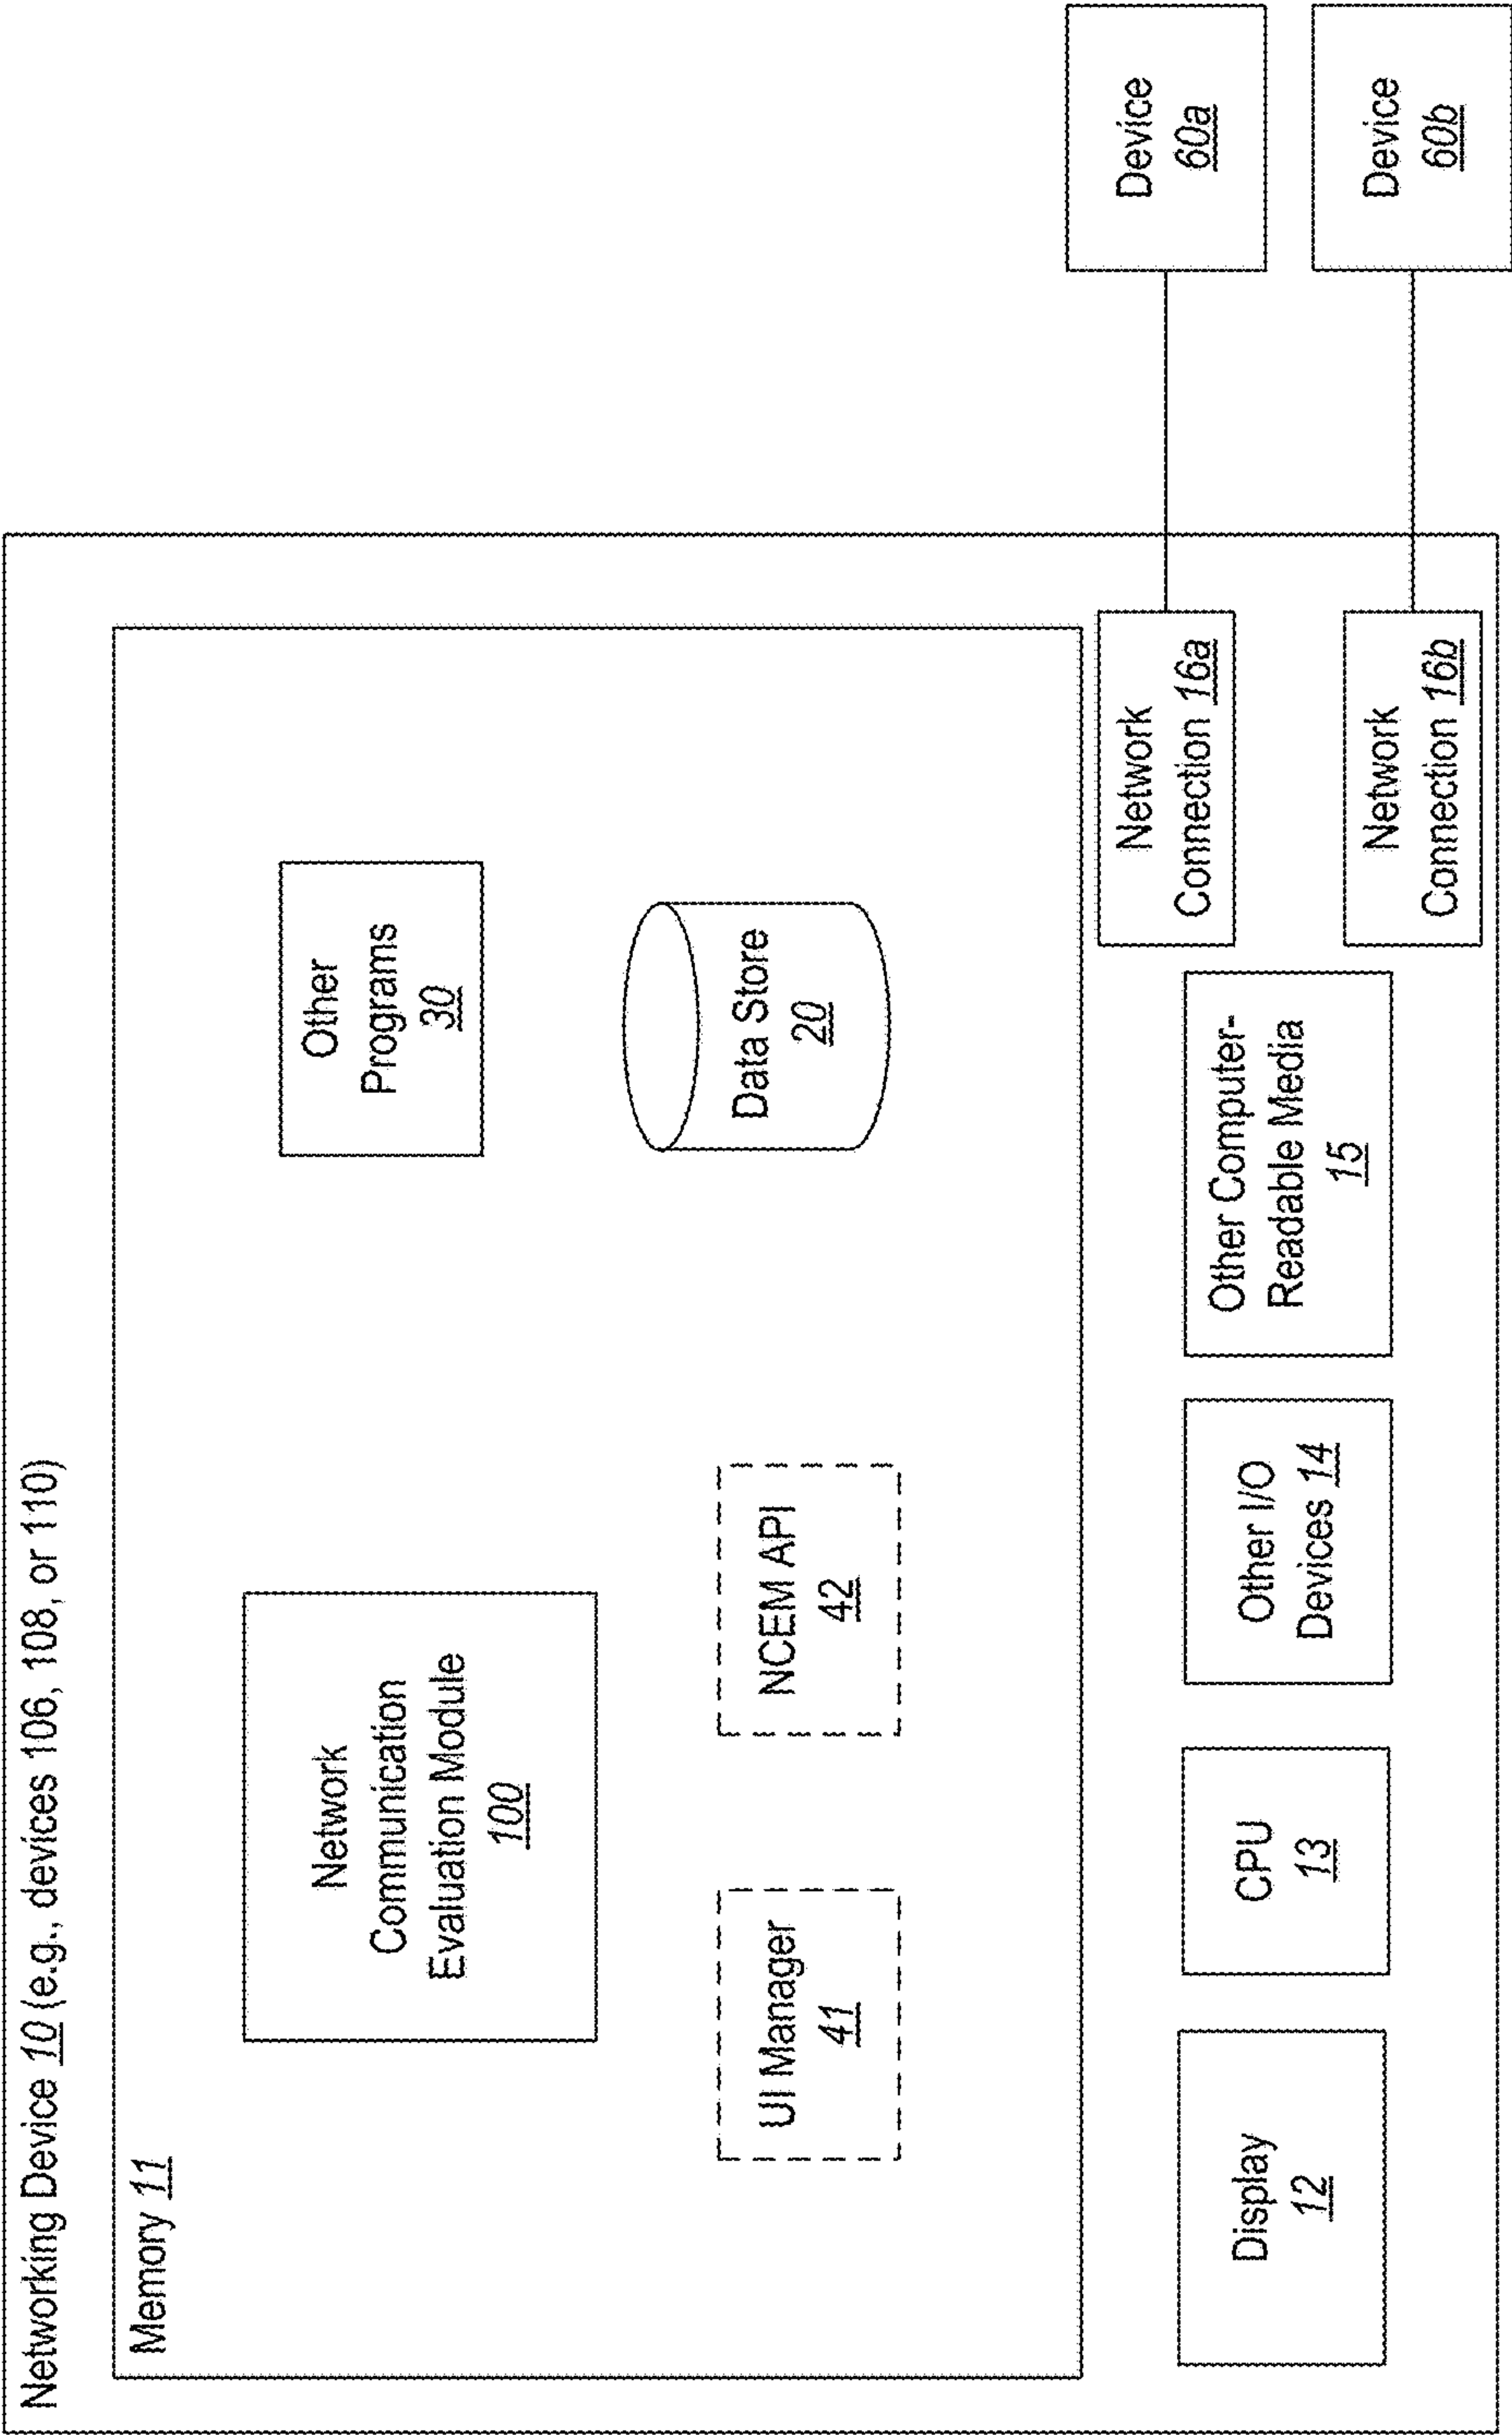 Networking Device 10 (e.g., devices 106, 108, or 110)
Memory 11
Network
Communication
Evaluation Module
100
Other
Programs
30
UI Manager
41
NCEM API
42
Data Store
20
Display
12
CPU
13
Other I/O
Devices 14
Other Computer-
Readable Media
15
Network
Connection 16a
Network
Connection 16b
Device
60a
Device
60b